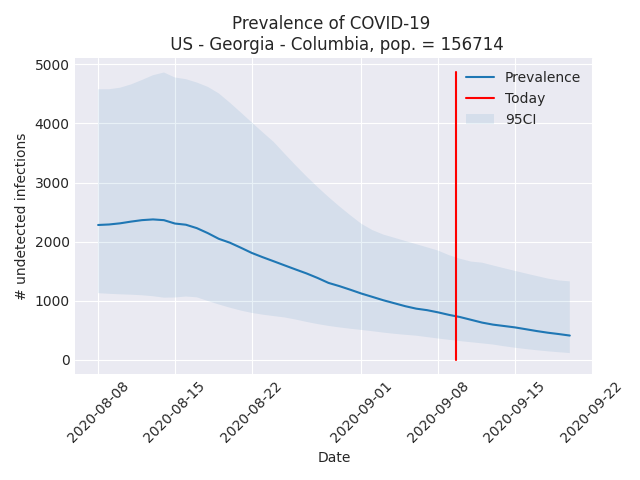 Prevalence of COVID-19
US - Georgia - Columbia, pop. = 156714
5000
4000
3000
2000
1000
0
# undetected infections
Prevalence
Today
95CI
2020-08-08
2020-08-15
2020-08-22
2020-09-01
2020-09-08
2020-09-15
2020-09-22
Date